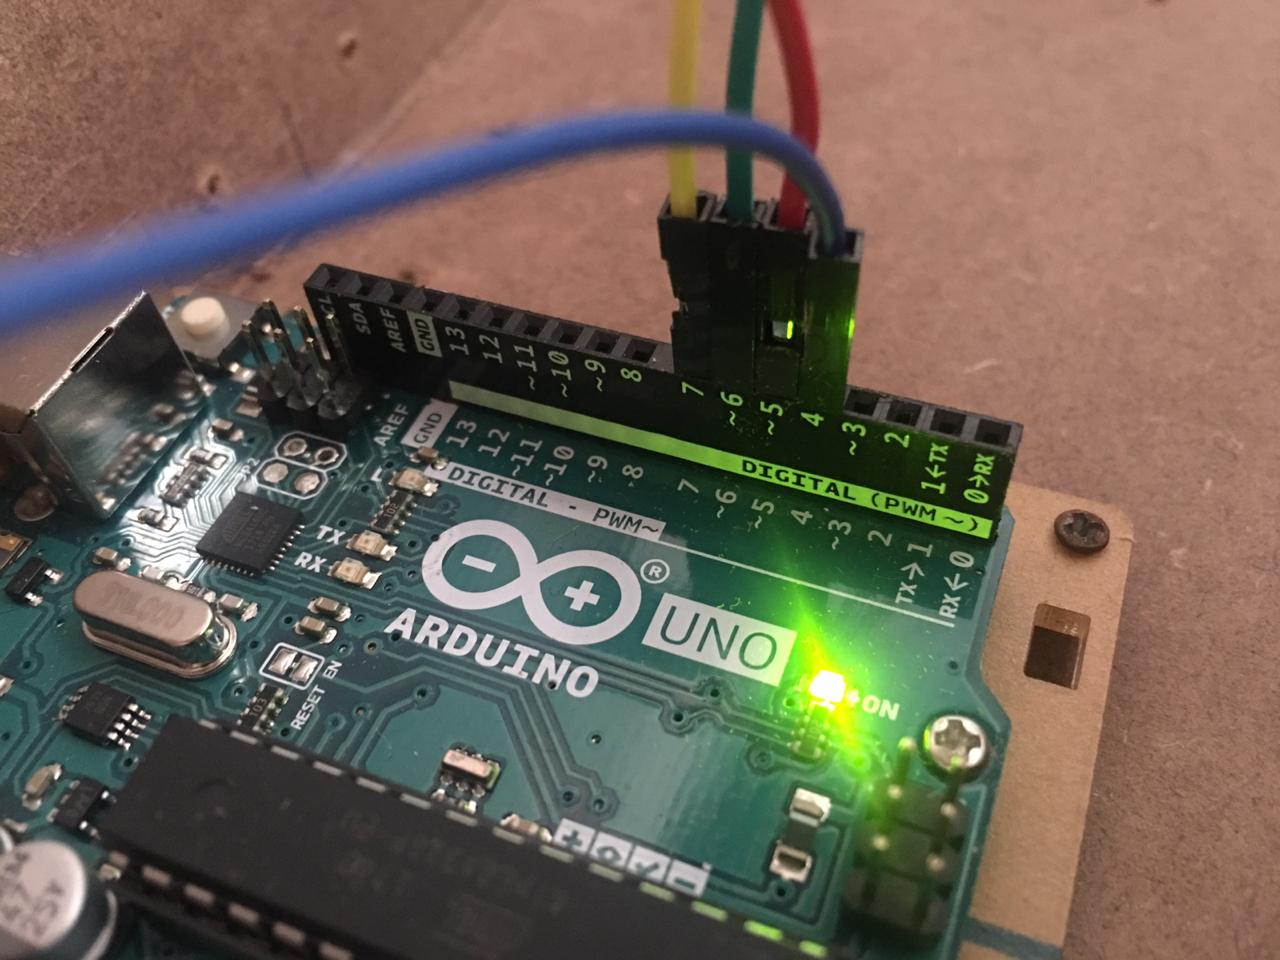 SDA
AREF
GND
13
12
~11
~10
~9
8
7
~6
~5
4
~3
2
1←TX
0→RX
DIGITAL (PWM ~)
AREF
GND
13
12
~11
~10
~9
8
7
~6
~5
4
~3
2
TX→1
RX←0
DIGITAL - PWM~
TX
RX
ARDUINO
®
UNO
ON
RESET EN
47
25V